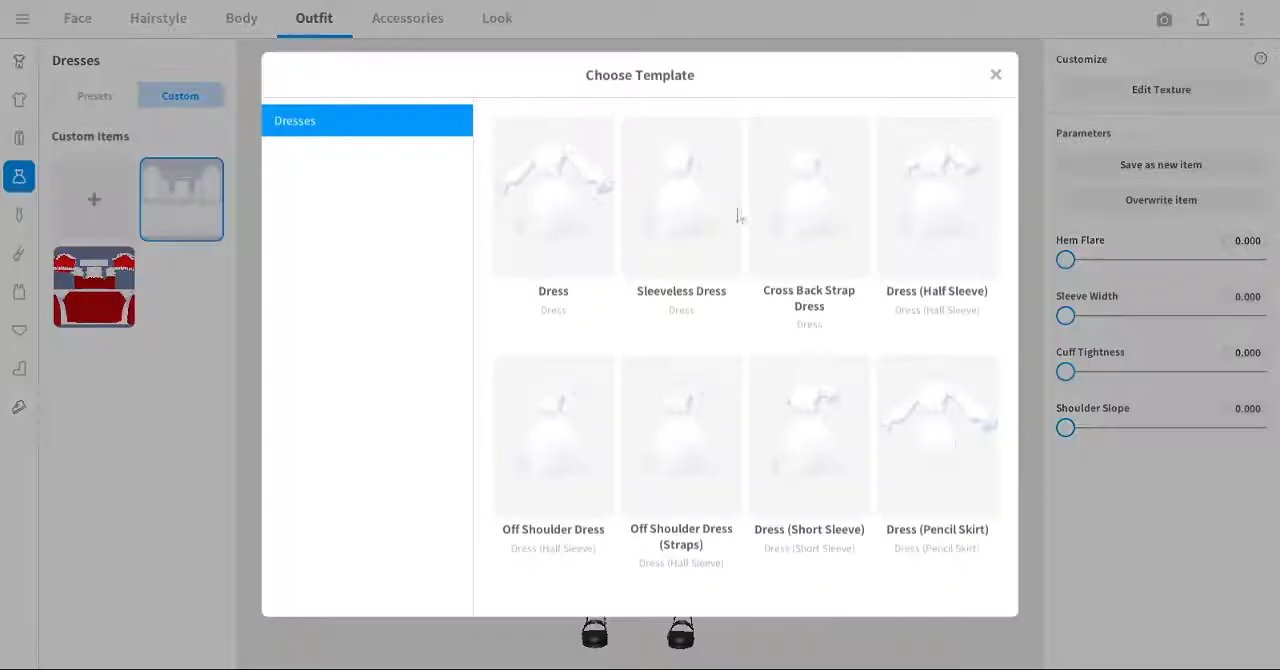 Face Hairstyle Body Outfit Accessories Look
Dresses
Presets Custom
Custom Items
+
Choose Template
Dresses
Dress
Dress
Sleeveless Dress
Dress
Cross Back Strap
Dress
Dress
Dress (Half Sleeve)
Dress (Half Sleeve)
Off Shoulder Dress
Dress (Half Sleeve)
Off Shoulder Dress
(Straps)
Dress (Half Sleeve)
Dress (Short Sleeve)
Dress (Short Sleeve)
Dress (Pencil Skirt)
Dress (Pencil Skirt)
Customize
Edit Texture
Parameters
Save as new item
Overwrite item
Hem Flare 0.000
Sleeve Width 0.000
Cuff Tightness 0.000
Shoulder Slope 0.000